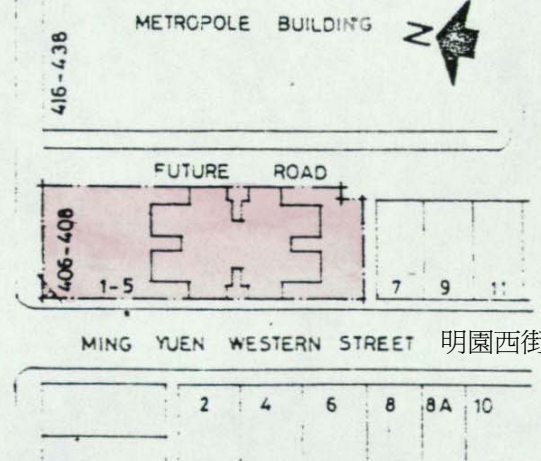 METROPOLE BUILDING
N
416-438
FUTURE ROAD
406-408
1-5
7 9 11
MING YUEN WESTERN STREET 明園西街
2 4 6 8 8A 10